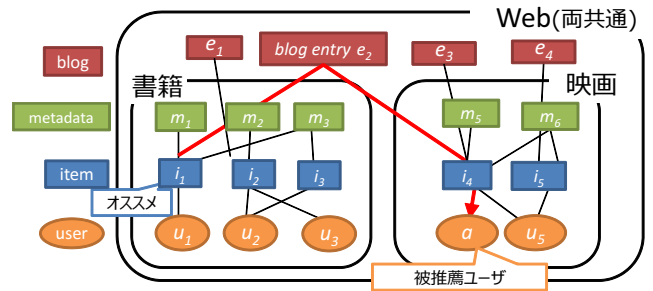 Web(両共通)
blog
e1
blog entry e2
e3
e4
書籍
映画
metadata
m1
m2
m3
m5
m6
item
i1
i2
i3
i4
i5
オススメ
user
u1
u2
u3
a
u5
被推薦ユーザ